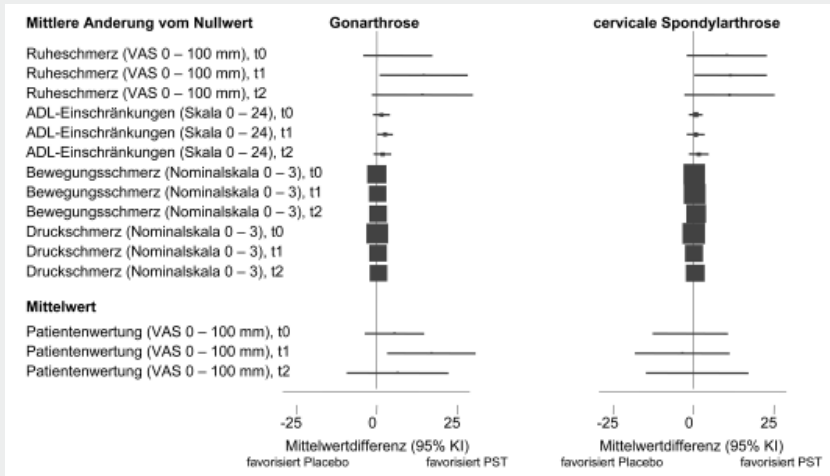 Mittlere Änderung vom Nullwert Gonarthrose cervicale Spondylarthrose
Ruheschmerz (VAS 0 – 100 mm), t0
Ruheschmerz (VAS 0 – 100 mm), t1
Ruheschmerz (VAS 0 – 100 mm), t2
ADL-Einschränkungen (Skala 0 – 24), t0
ADL-Einschränkungen (Skala 0 – 24), t1
ADL-Einschränkungen (Skala 0 – 24), t2
Bewegungsschmerz (Nominalskala 0 – 3), t0
Bewegungsschmerz (Nominalskala 0 – 3), t1
Bewegungsschmerz (Nominalskala 0 – 3), t2
Druckschmerz (Nominalskala 0 – 3), t0
Druckschmerz (Nominalskala 0 – 3), t1
Druckschmerz (Nominalskala 0 – 3), t2
Mittelwert
Patientenwertung (VAS 0 – 100 mm), t0
Patientenwertung (VAS 0 – 100 mm), t1
Patientenwertung (VAS 0 – 100 mm), t2
-25 0 25 -25 0 25
Mittelwertdifferenz (95% KI) Mittelwertdifferenz (95% KI)
favorisiert Placebo favorisiert PST favorisiert Placebo favorisiert PST